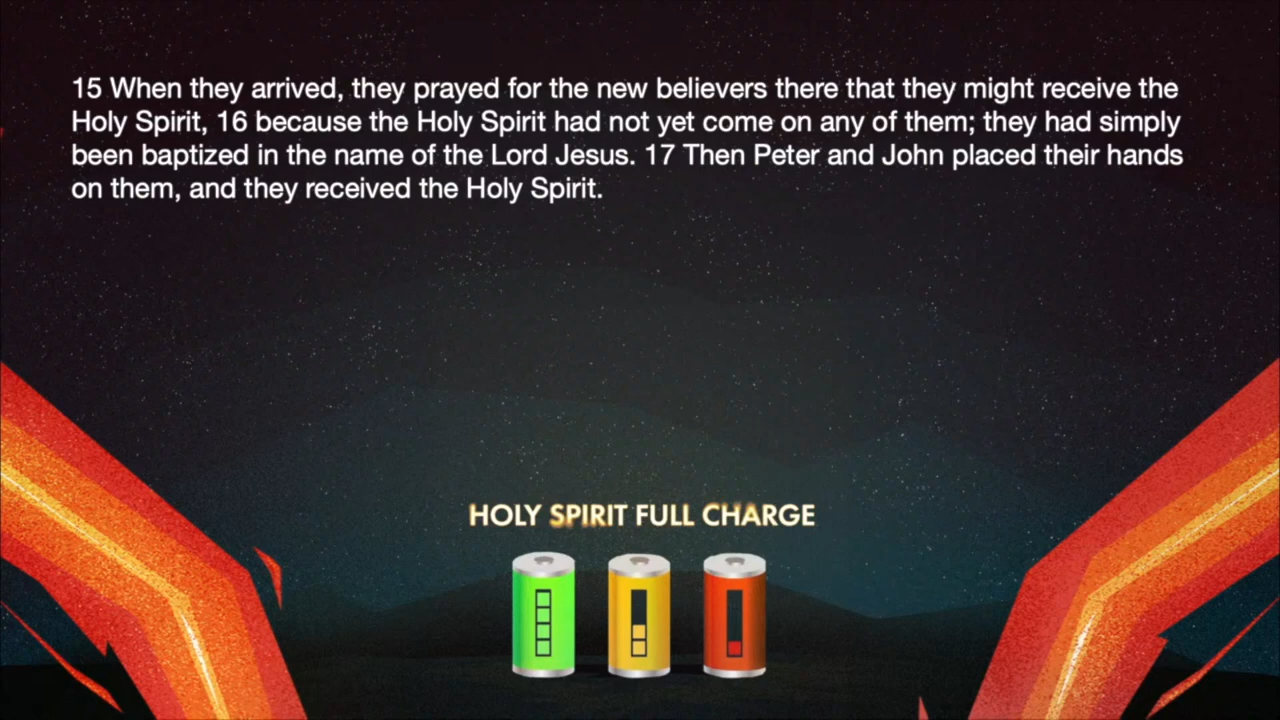 15 When they arrived, they prayed for the new believers there that they might receive the
Holy Spirit, 16 because the Holy Spirit had not yet come on any of them; they had simply
been baptized in the name of the Lord Jesus. 17 Then Peter and John placed their hands
on them, and they received the Holy Spirit.
HOLY SPIRIT FULL CHARGE